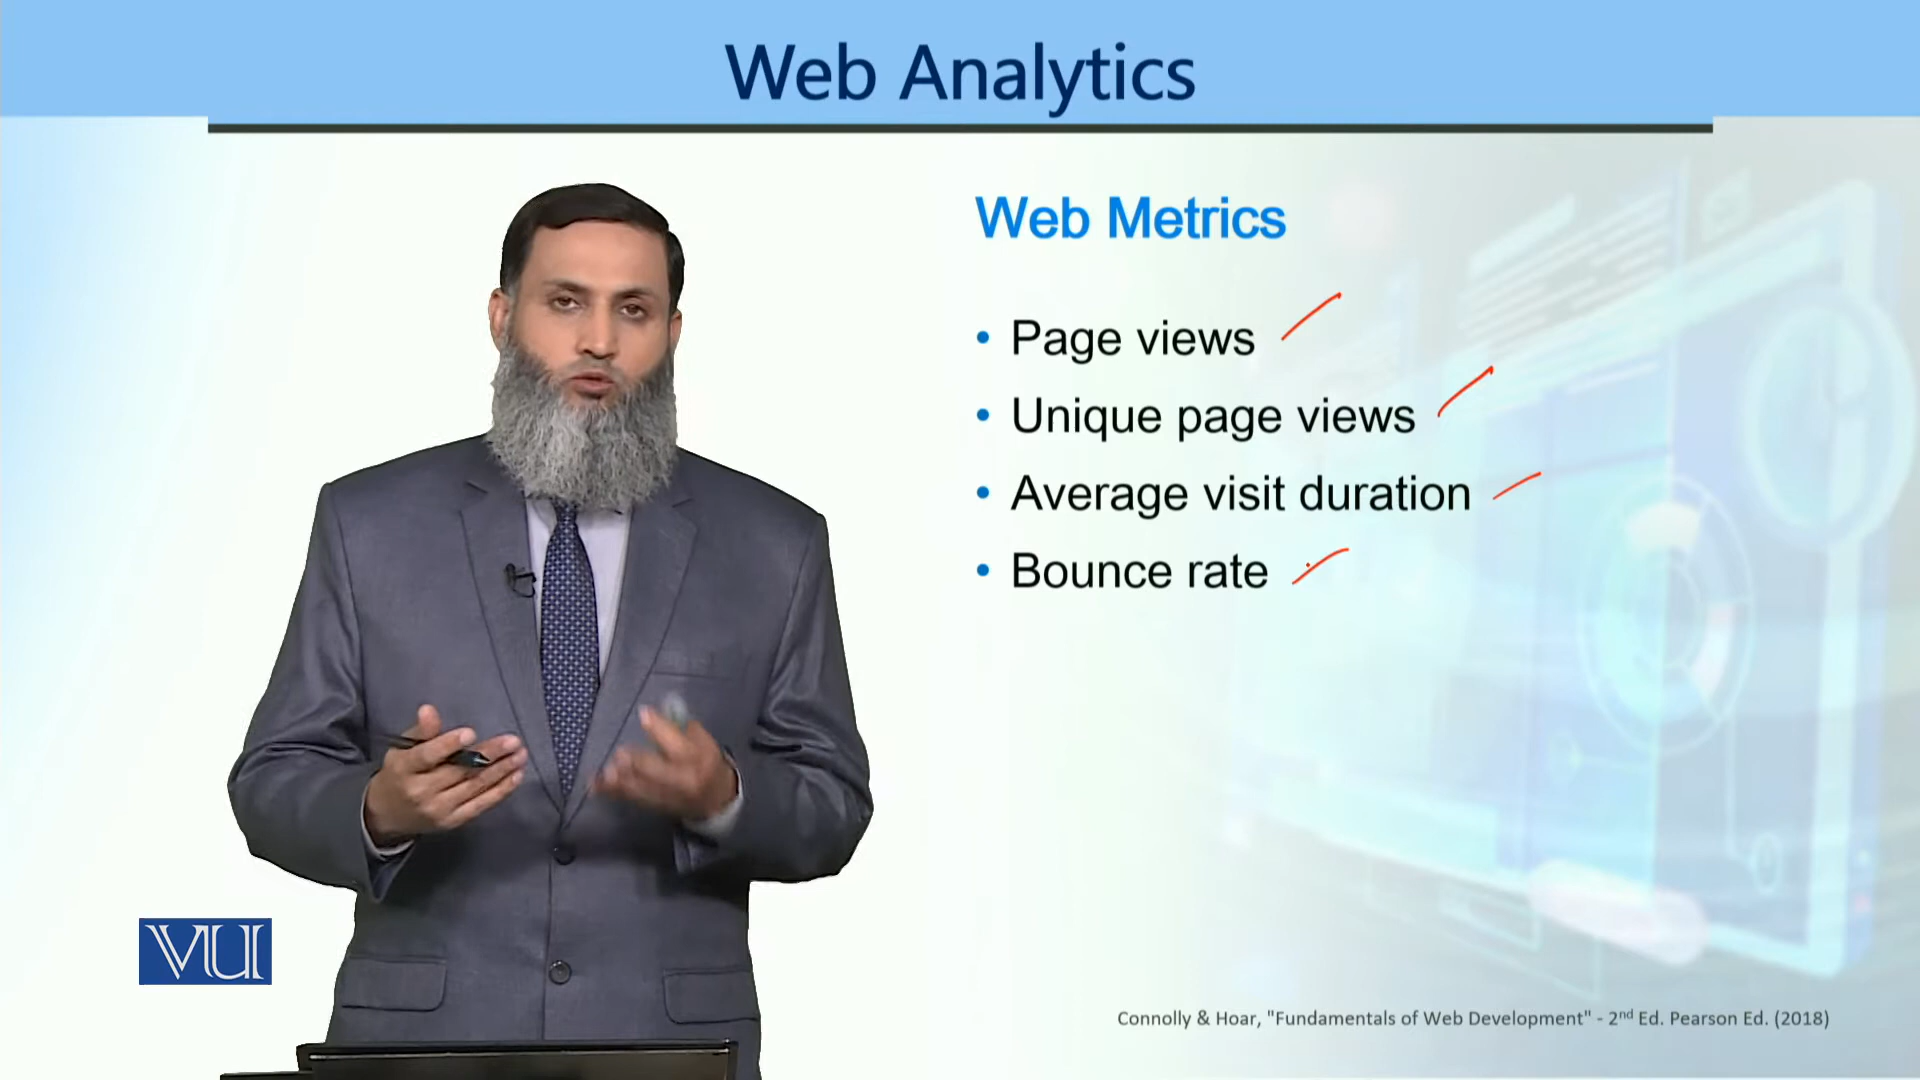 Web Analytics
Web Metrics
• Page views
• Unique page views
• Average visit duration
• Bounce rate
VU
Connolly & Hoar, "Fundamentals of Web Development" - 2nd Ed. Pearson Ed. (2018)